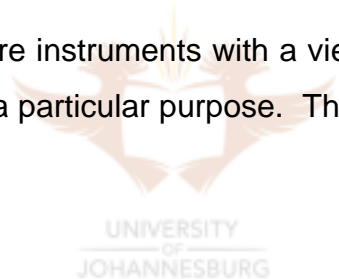 re instruments with a vie
a particular purpose. Th
UNIVERSITY
OF
JOHANNESBURG